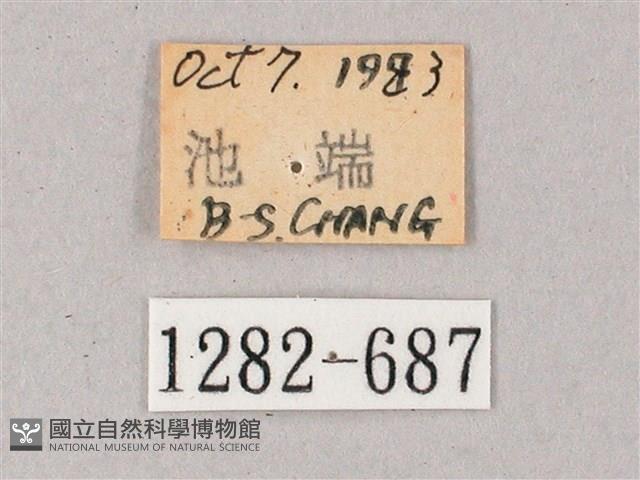 Oct 7. 1983
池 端
B-S. CHANG
1282-687
國立自然科學博物館
NATIONAL MUSEUM OF NATURAL SCIENCE